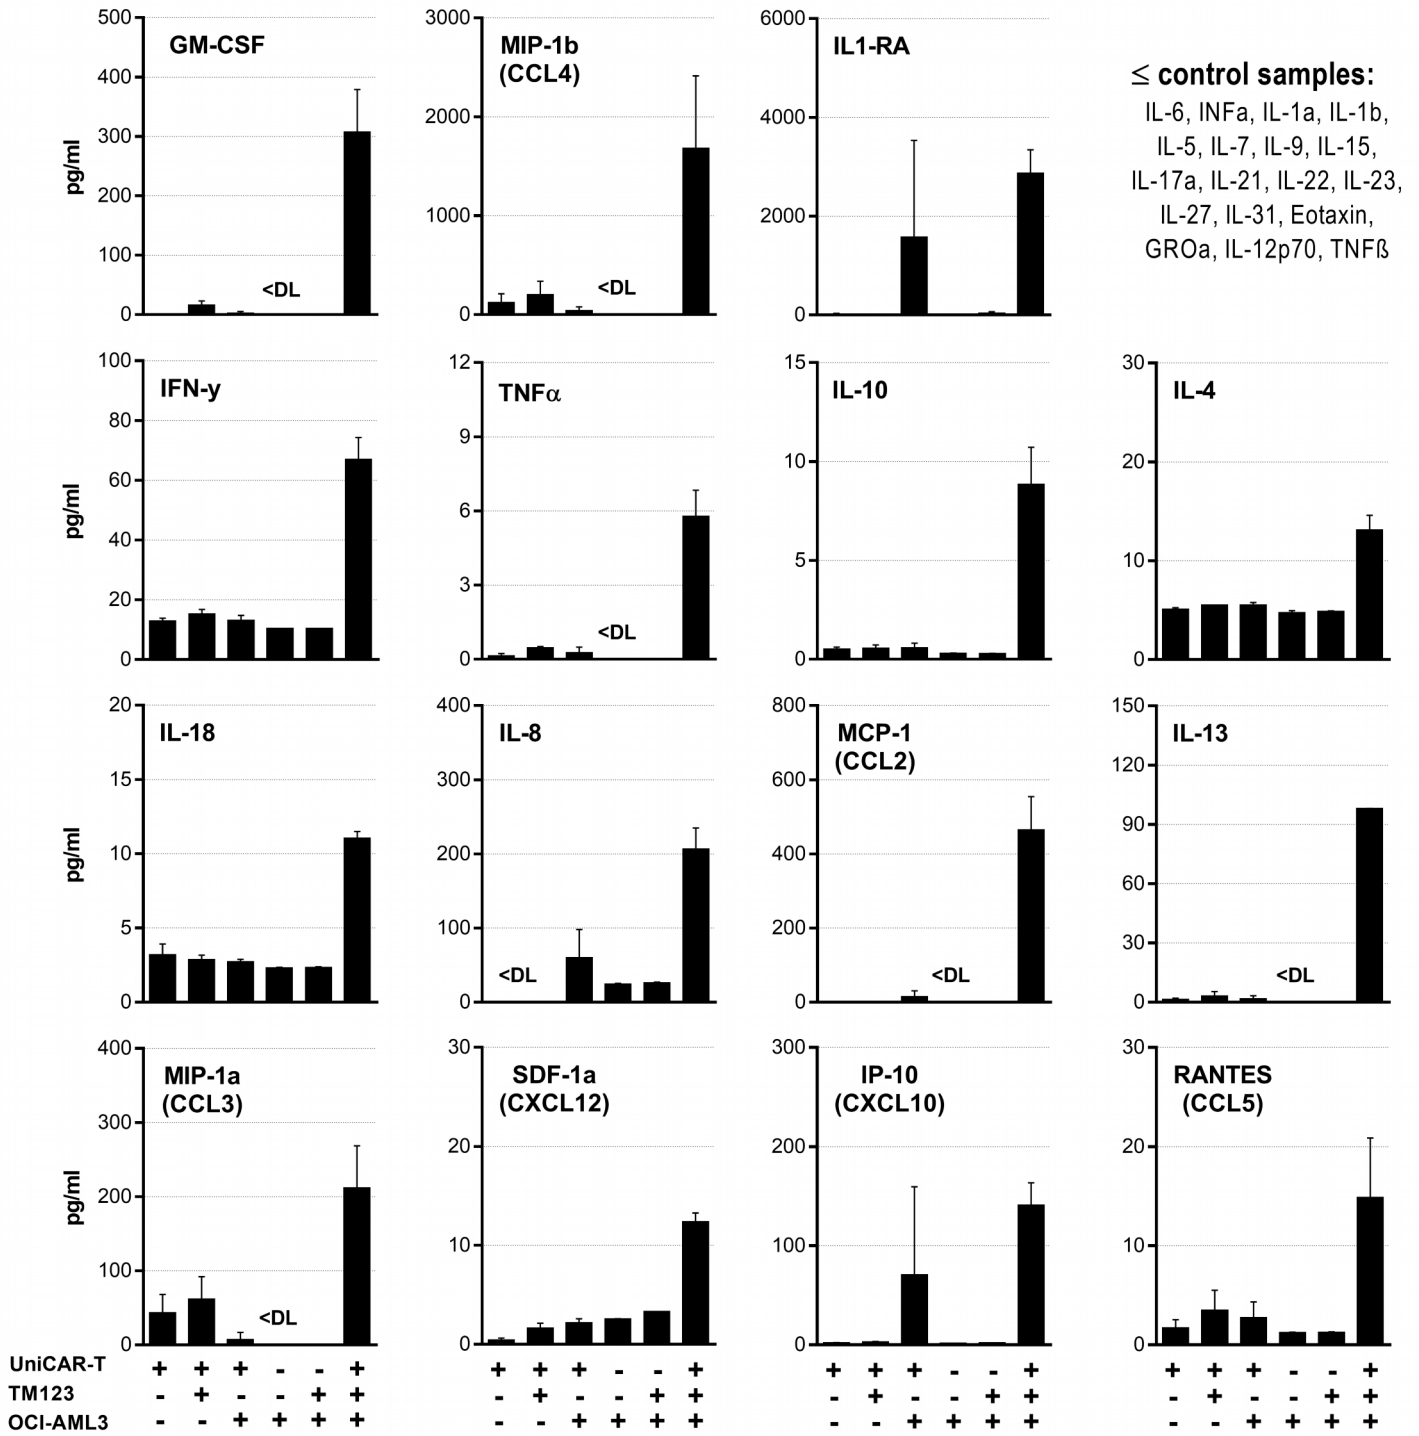 GM-CSF
500
400
300
200
100
0
pg/ml
<DL
MIP-1b
(CCL4)
3000
2000
1000
0
<DL
IL1-RA
6000
4000
2000
0
≤ control samples:
IL-6, INFa, IL-1a, IL-1b,
IL-5, IL-7, IL-9, IL-15,
IL-17a, IL-21, IL-22, IL-23,
IL-27, IL-31, Eotaxin,
GROa, IL-12p70, TNFß
IFN-y
100
80
60
40
20
0
pg/ml
TNFα
12
9
6
3
0
<DL
IL-10
15
10
5
0
IL-4
30
20
10
0
IL-18
20
15
10
5
0
pg/ml
IL-8
400
300
200
100
0
<DL
MCP-1
(CCL2)
800
600
400
200
0
<DL
IL-13
150
120
90
60
30
0
<DL
MIP-1a
(CCL3)
400
300
200
100
0
pg/ml
<DL
SDF-1a
(CXCL12)
30
20
10
0
IP-10
(CXCL10)
300
200
100
0
RANTES
(CCL5)
30
20
10
0
UniCAR-T + + + - - + + + + - - + + + + - - + + + + - - +
TM123 - + - - + + - + - - + + - + - - + + - + - - + +
OCI-AML3 - - + + + + - - + + + + - - + + + + - - + + + +